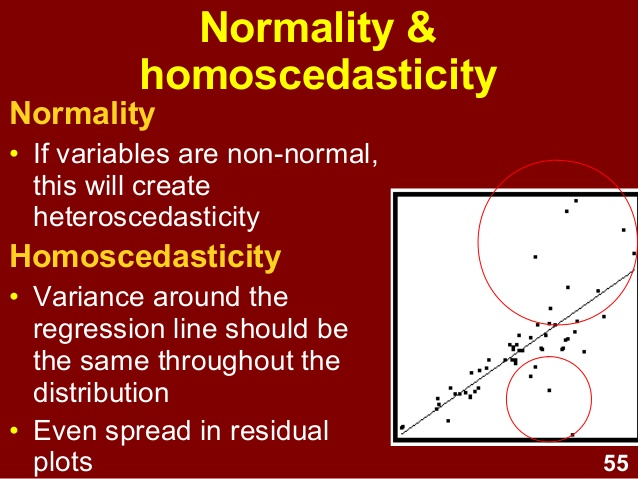 Normality &
homoscedasticity
Normality
• If variables are non-normal,
this will create
heteroscedasticity
Homoscedasticity
• Variance around the
regression line should be
the same throughout the
distribution
• Even spread in residual
plots
55